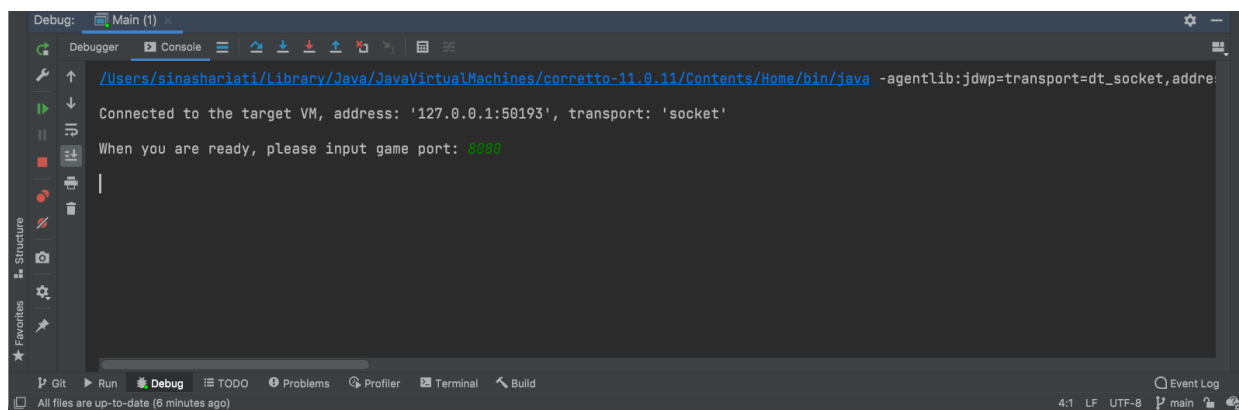 Debug: Main (1) ×
Debugger Console
/Users/sinashariati/Library/Java/JavaVirtualMachines/corretto-11.0.11/Contents/Home/bin/java -agentlib:jdwp=transport=dt_socket,addre
Connected to the target VM, address: '127.0.0.1:50193', transport: 'socket'
When you are ready, please input game port: 8080
Structure
Favorites
Git Run Debug TODO Problems Profiler Terminal Build Event Log
All files are up-to-date (6 minutes ago) 4:1 LF UTF-8 main